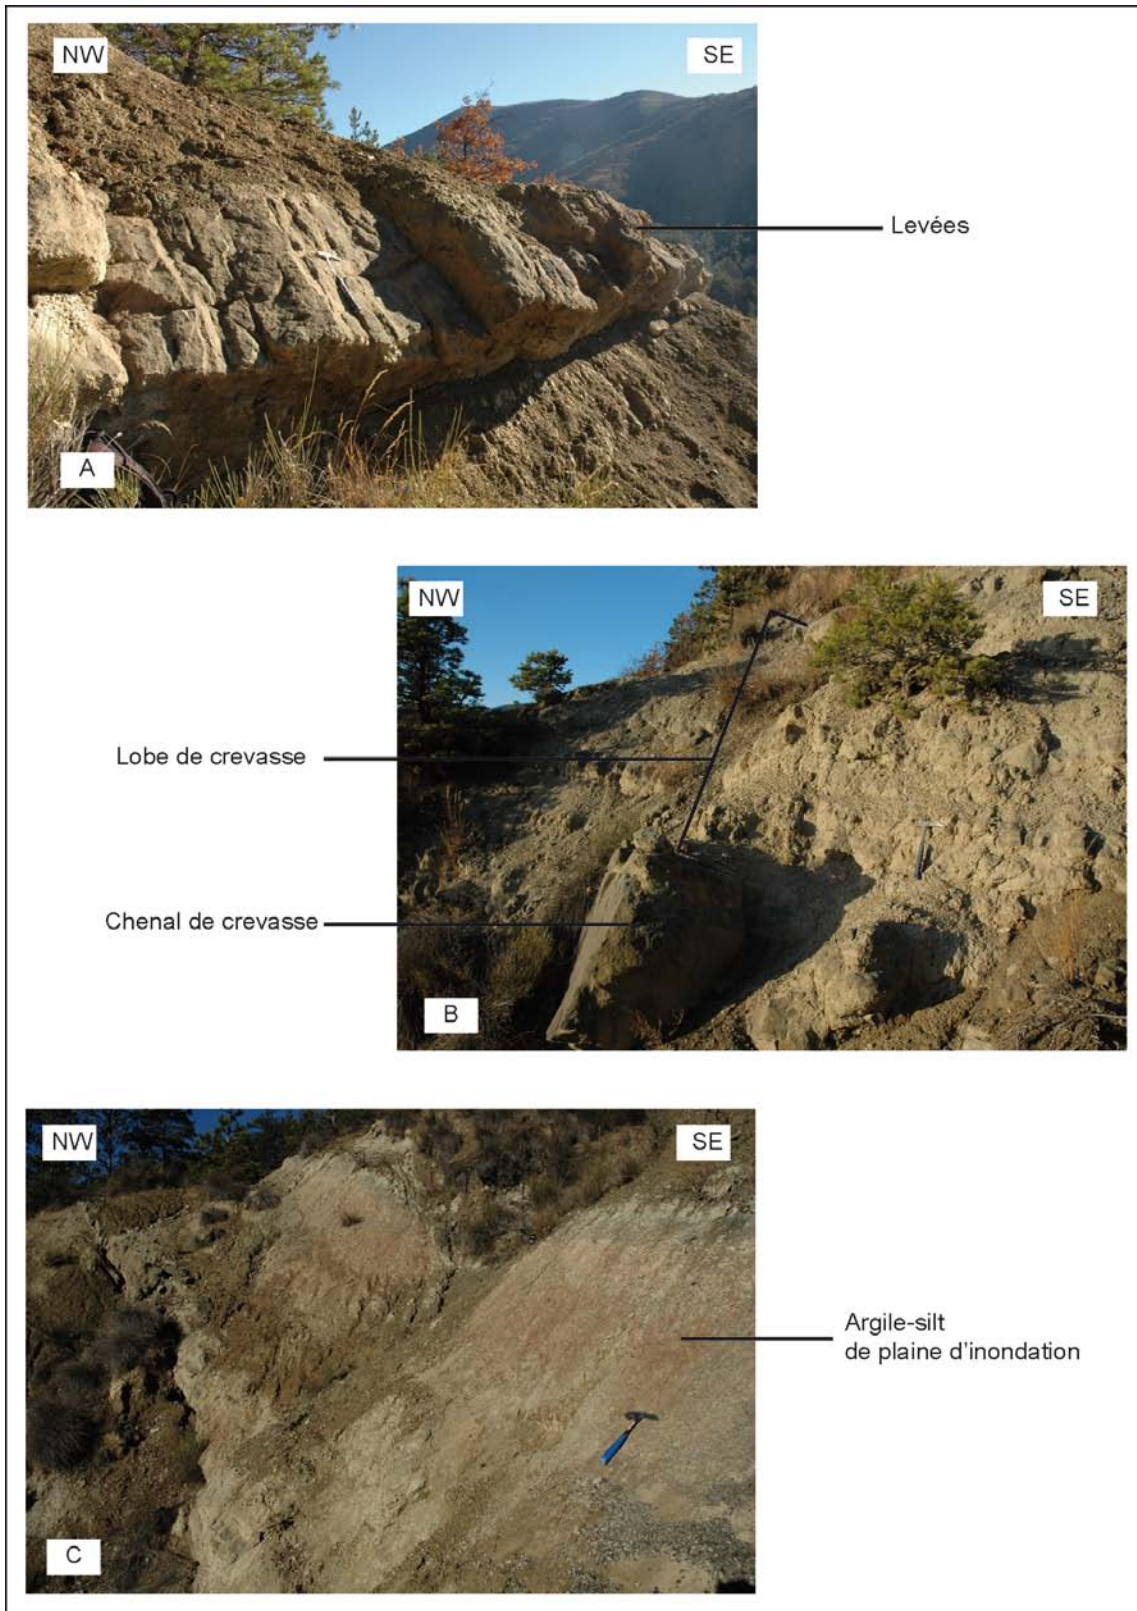 NW
SE
Levées
A
NW
SE
Lobe de crevasse
Chenal de crevasse
B
NW
SE
Argile-silt
de plaine d'inondation
C